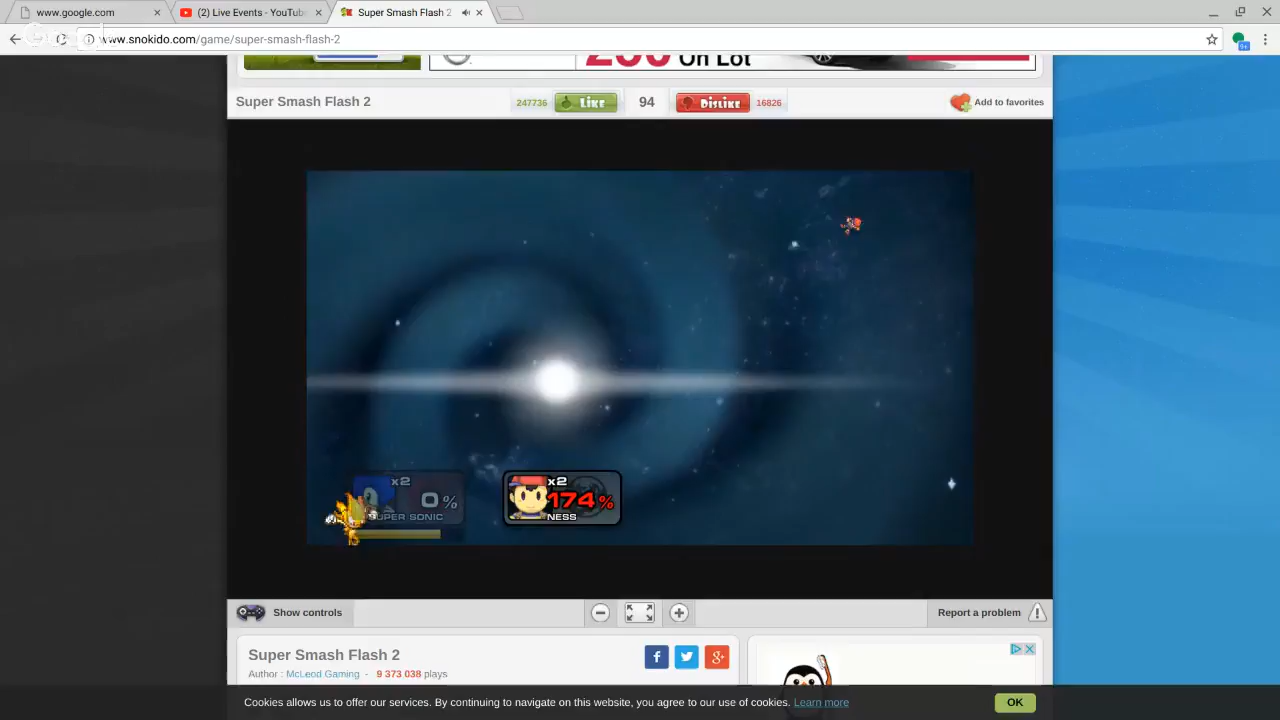 www.google.com
(2) Live Events - YouTube
Super Smash Flash 2
www.snokido.com/game/super-smash-flash-2
Un Lot
Super Smash Flash 2
247736
LIKE
94
DISLIKE
16826
Add to favorites
x2
0%
SUPER SONIC
x2
174%
NESS
Show controls
Report a problem
Super Smash Flash 2
Author : McLeod Gaming - 9 373 038 plays
Cookies allows us to offer our services. By continuing to navigate on this website, you agree to our use of cookies. Learn more
OK